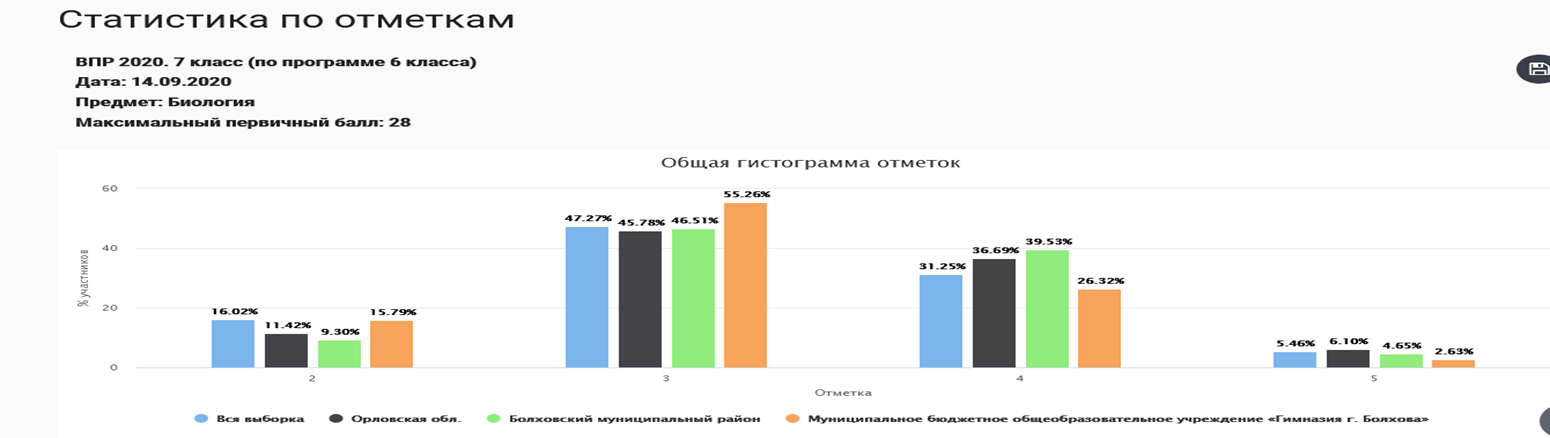 Статистика по отметкам
ВПР 2020. 7 класс (по программе 6 класса)
Дата: 14.09.2020
Предмет: Биология
Максимальный первичный балл: 28
Общая гистограмма отметок
% участников
60
40
20
0
16.02% 11.42% 9.30% 15.79%
47.27% 45.78% 46.51% 55.26%
31.25% 36.69% 39.53% 26.32%
5.46% 6.10% 4.65% 2.63%
2 3 4 5
Отметка
Вся выборка Орловская обл. Болховский муниципальный район Муниципальное бюджетное общеобразовательное учреждение «Гимназия г. Болхова»